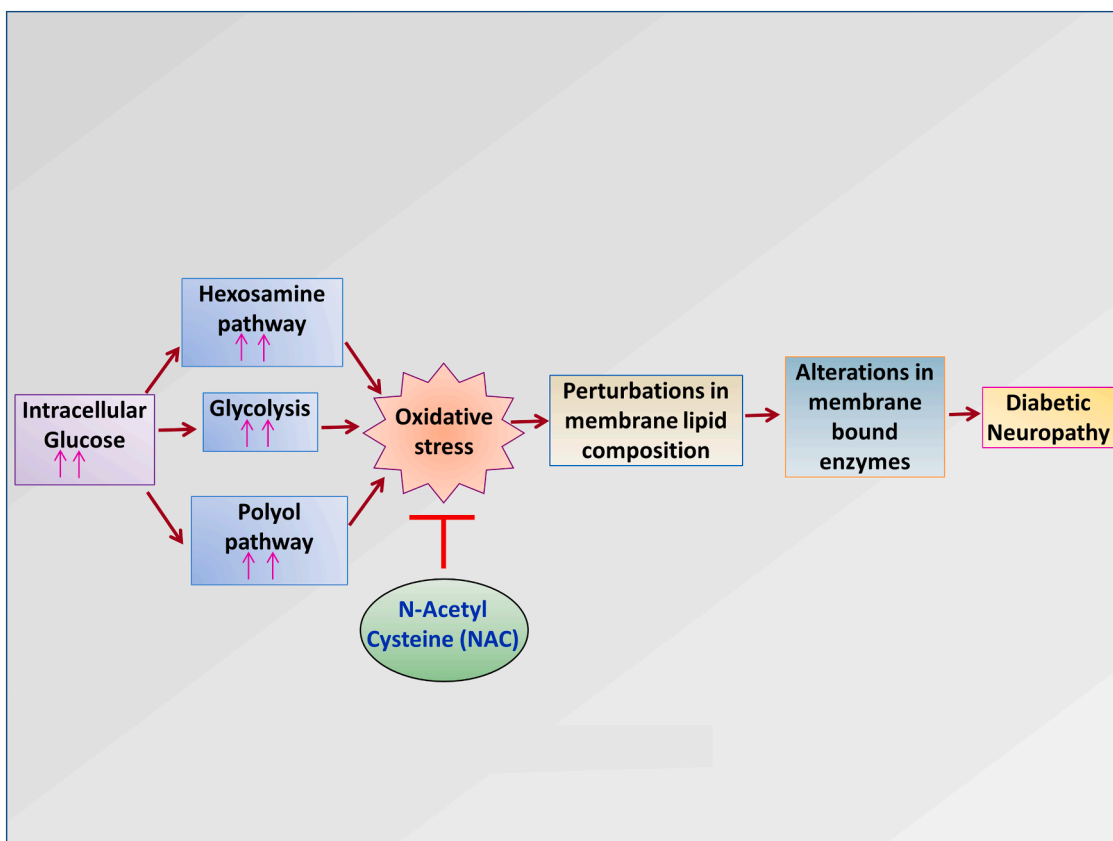 Intracellular
Glucose
↑↑
Hexosamine
pathway
↑↑
Glycolysis
↑↑
Polyol
pathway
↑↑
Oxidative
stress
N-Acetyl
Cysteine (NAC)
Perturbations in
membrane lipid
composition
Alterations in
membrane
bound
enzymes
Diabetic
Neuropathy